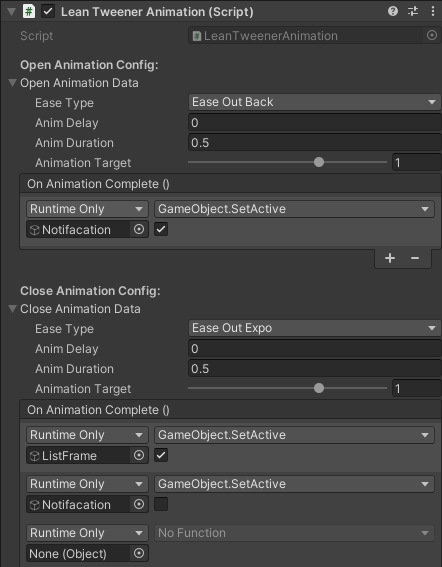 Lean Tweener Animation (Script)
Script LeanTweenerAnimation
Open Animation Config:
Open Animation Data
Ease Type Ease Out Back
Anim Delay 0
Anim Duration 0.5
Animation Target 1
On Animation Complete ()
Runtime Only GameObject.SetActive
Notifacation
Close Animation Config:
Close Animation Data
Ease Type Ease Out Expo
Anim Delay 0
Anim Duration 0.5
Animation Target 1
On Animation Complete ()
Runtime Only GameObject.SetActive
ListFrame
Runtime Only GameObject.SetActive
Notifacation
Runtime Only No Function
None (Object)